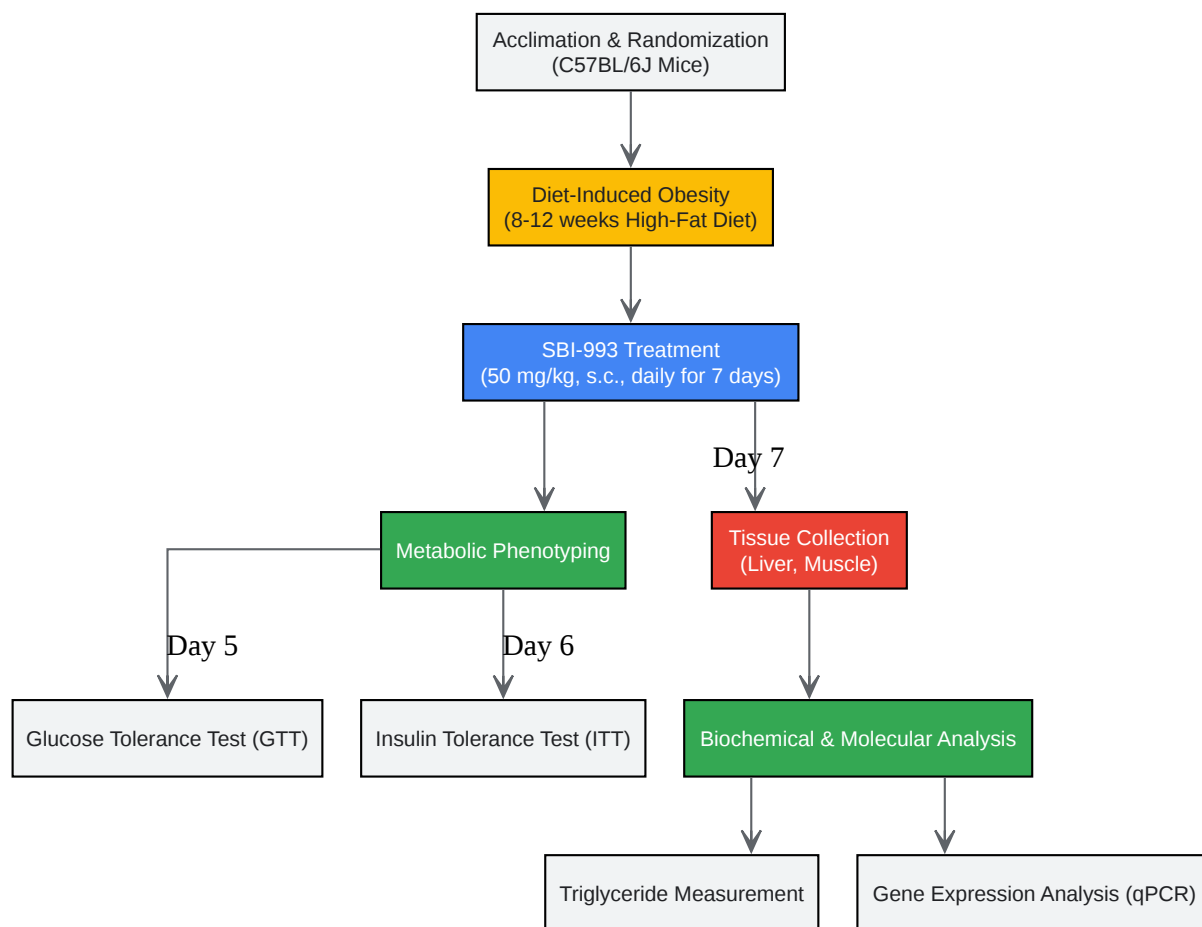 Acclimation & Randomization
(C57BL/6J Mice)
Diet-Induced Obesity
(8-12 weeks High-Fat Diet)
SBI-993 Treatment
(50 mg/kg, s.c., daily for 7 days)
Day 7
Metabolic Phenotyping
Tissue Collection
(Liver, Muscle)
Day 5
Day 6
Glucose Tolerance Test (GTT)
Insulin Tolerance Test (ITT)
Biochemical & Molecular Analysis
Triglyceride Measurement
Gene Expression Analysis (qPCR)